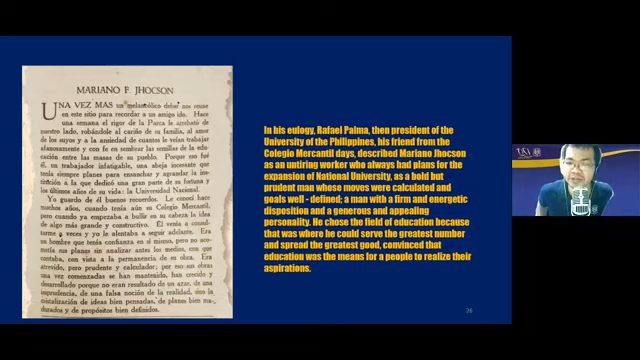 MARIANO F. JHOCSON
UNA VEZ MAS un melancólico deber nos reune
en este sitio para recordar a un amigo ido. Hace
una semana el rigor de la Parca le arrebató de
nuestro lado, robándole al cariño de su familia, al amor
de los suyos y a la ansiedad de cuantos le veían trabajar
afanosamente y con fe en sembrar las semillas de la edu-
cación entre las masas de su pueblo. Porque ese fué
él, un trabajador infatigable, una abeja incesante que
tenía siempre planes para ensanchar y agrandar la ins-
titución a la que dedicó una gran parte de su fortuna y
los últimos años de su vida: la Universidad Nacional.
Yo guardo de él buenos recuerdos. Le conocí hace
muchos años, cuando tenía aún su Colegio Mercantil,
pero cuando ya empezaba a bullir en su cabeza la idea
de algo más grande y constructivo. Él venía a consul-
tarme a veces y yo le alentaba a seguir adelante. Era
un hombre que tenía confianza en sí mismo, pero no aco-
metía sus planes sin analizar antes los medios, con que
contaba, con vista a la permanencia de su obra. Era
atrevido, pero prudente y calculador; por eso sus obras
una vez comenzadas se han mantenido, han crecido y
desarrollado porque no eran resultado de un azar, de una
imprudencia, de una falsa noción de la realidad, sino la
cristalización de ideas bien pensadas, de planes bien ma-
durados y de propósitos bien definidos.
In his eulogy, Rafael Palma, then president of the
University of the Philippines, his friend from the
Colegio Mercantil days, described Mariano Jhocson
as an untiring worker who always had plans for the
expansion of National University, as a bold but
prudent man whose moves were calculated and
goals well - defined; a man with a firm and energetic
disposition and a generous and appealing
personality. He chose the field of education because
that was where he could serve the greatest number
and spread the greatest good, convinced that
education was the means for a people to realize their
aspirations.
26